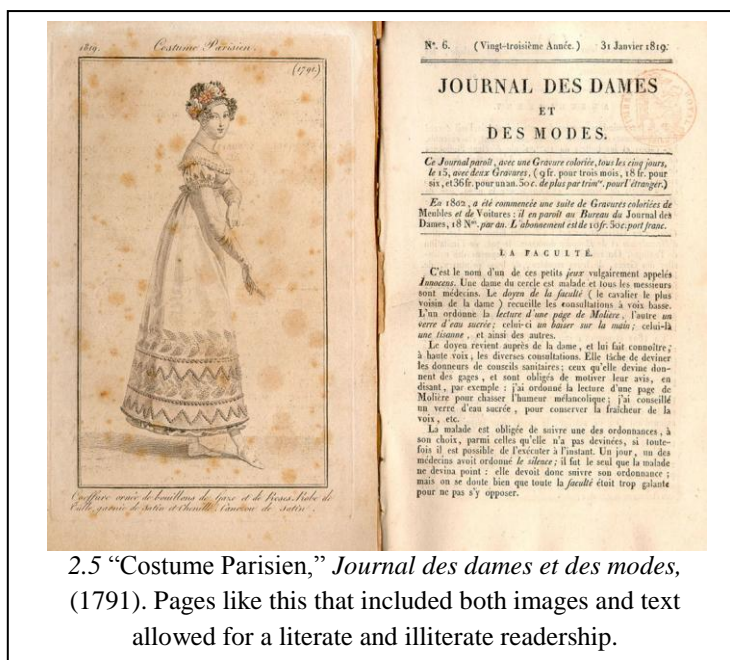 1819.
Costume Parisien.
(1791)
Coeffure ornée de bouillons de Gaze et de Roses. Robe de
Tulle, garnie de Satin et Chenille. Canezou de satin.
N°. 6. (Vingt-troisième Année.) 31 Janvier 1819.
JOURNAL DES DAMES
ET
DES MODES.
Ce Journal paroît, avec une Gravure coloriée, tous les cinq jours,
le 15, avec deux Gravures, (9 fr. pour trois mois, 18 fr. pour
six, et 36 fr. pour un an. 50 c. de plus par trimre. pour l'étranger.)
En 1802, a été commencée une suite de Gravures coloriées de
Meubles et de Voitures : il en paroît au Bureau du Journal des
Dames, 18 Nos. par an. L'abonnement est de 10 fr. 50 c. port franc.
LA FACULTÉ.
C'est le nom d'un de ces petits jeux vulgairement appelés
Innocens. Une dame du cercle est malade et tous les messieurs
sont médecins. Le doyen de la faculté (le cavalier le plus
voisin de la dame) recueille les consultations à voix basse.
L'un ordonne la lecture d'une page de Molière, l'autre un
verre d'eau sucrée; celui-ci un baiser sur la main; celui-là
une tisanne, et ainsi des autres.
Le doyen revient auprès de la dame, et lui fait connoître,
à haute voix, les diverses consultations. Elle tâche de deviner
les donneurs de conseils sanitaires; ceux qu'elle devine don-
nent des gages, et sont obligés de motiver leur avis, en
disant, par exemple : j'ai ordonné la lecture d'une page de
Molière pour chasser l'humeur mélancolique; j'ai conseillé
un verre d'eau sucrée, pour conserver la fraîcheur de la
voix, etc.
La malade est obligée de suivre une des ordonnances, à
son choix, parmi celles qu'elle n'a pas devinées, si toute-
fois il est possible de l'exécuter à l'instant. Un jour, un des
médecins avoit ordonné le silence; il fut le seul que la malade
ne devina point : elle devoit donc suivre son ordonnance;
mais on se doute bien que toute la faculté étoit trop galante
pour ne pas s'y opposer.
2.5 “Costume Parisien,” Journal des dames et des modes,
(1791). Pages like this that included both images and text
allowed for a literate and illiterate readership.